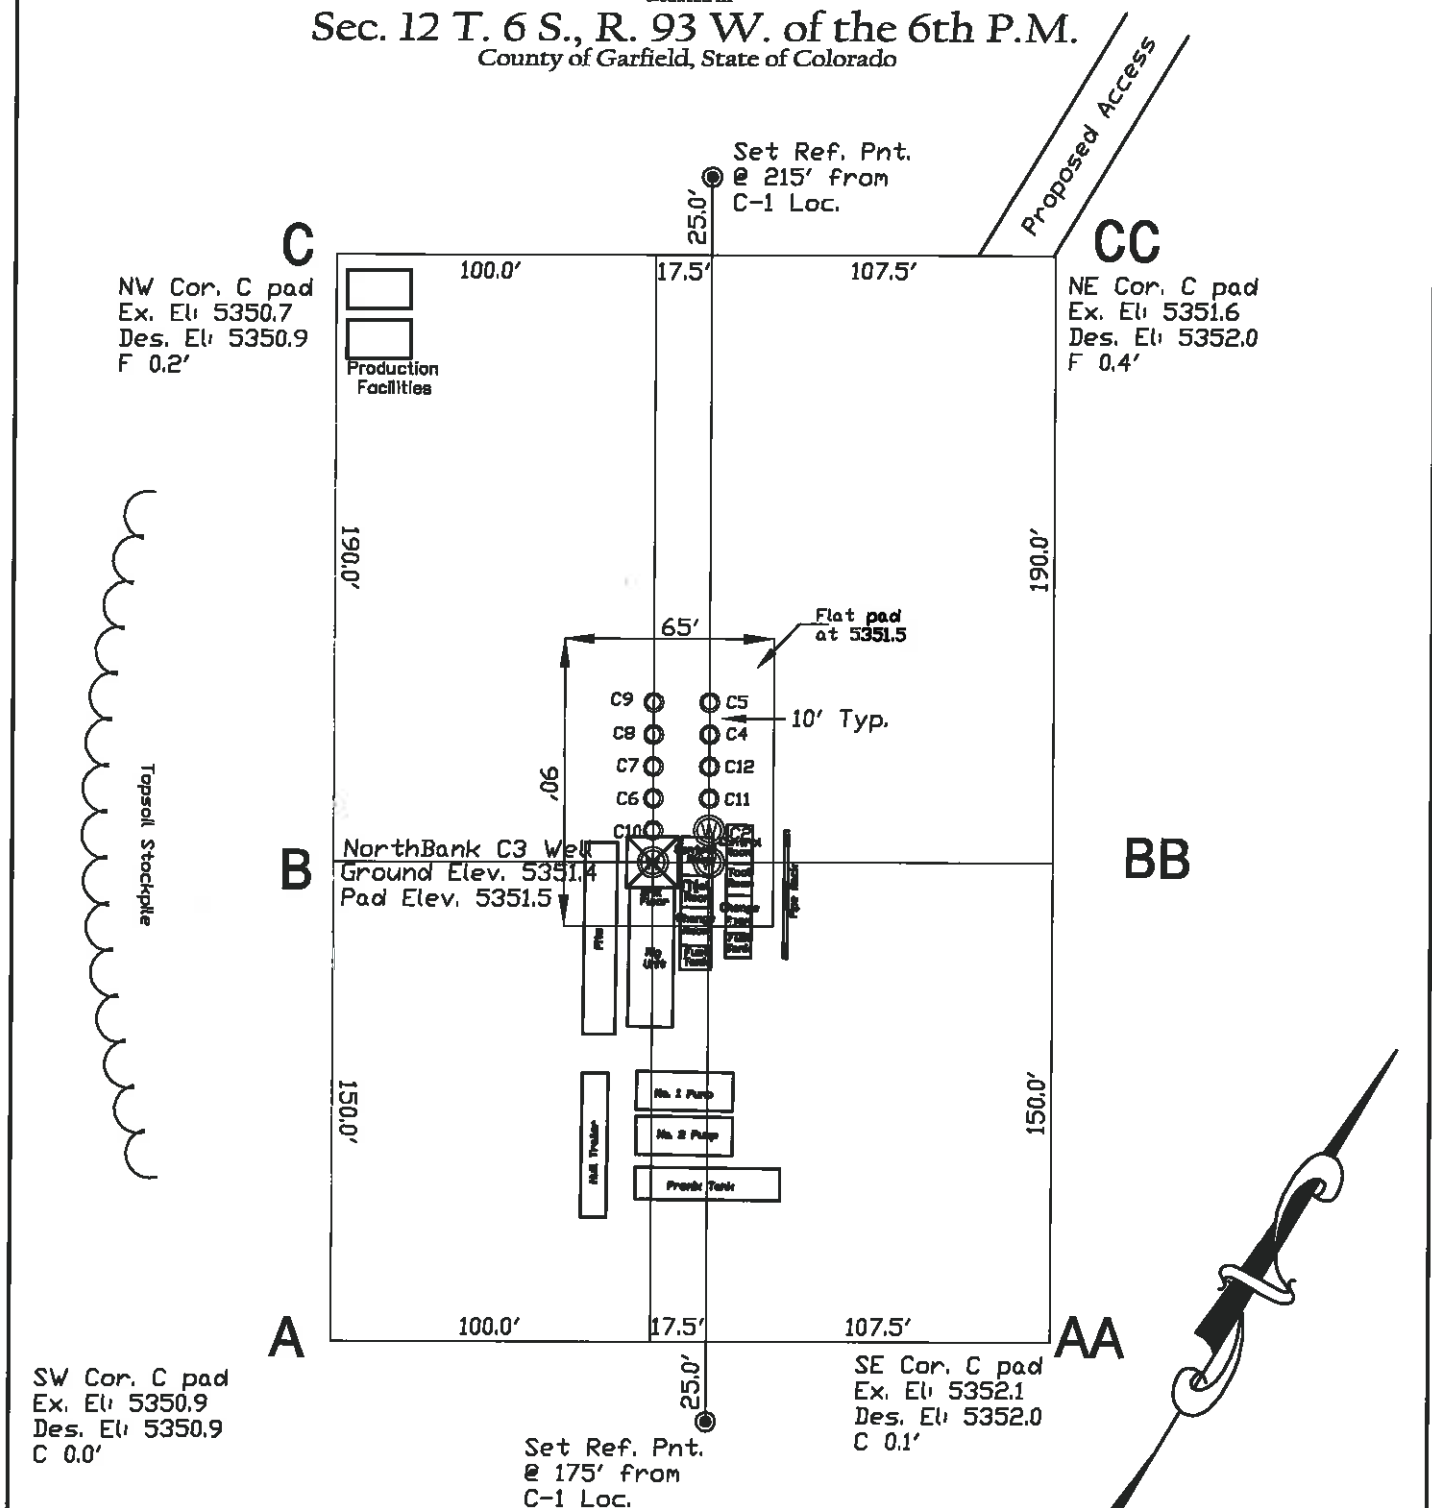 Sec. 12 T. 6 S., R. 93 W. of the 6th P.M.
County of Garfield, State of Colorado
Proposed Access
Set Ref. Pnt.
@ 215' from
C-1 Loc.
25.0'
C
CC
100.0'
17.5'
107.5'
NW Cor. C pad
Ex. El: 5350.7
Des. El: 5350.9
F 0.2'
NE Cor. C pad
Ex. El: 5351.6
Des. El: 5352.0
F 0.4'
Production
Facilities
190.0'
190.0'
65'
Flat pad
at 5351.5
C9
C5
10' Typ.
C8
C4
C7
C12
90'
C6
C11
C10
C2
Topsoil Stockpile
B
BB
NorthBank C3 Well
Ground Elev. 5351.4
Pad Elev. 5351.5
Pipe Rack
Change
Change
Rig
Unit
150.0'
150.0'
No. 1 Pump
No. 2 Pump
Tank
Trailer
A
AA
100.0'
17.5'
107.5'
SW Cor. C pad
Ex. El: 5350.9
Des. El: 5350.9
C 0.0'
25.0'
SE Cor. C pad
Ex. El: 5352.1
Des. El: 5352.0
C 0.1'
Set Ref. Pnt.
@ 175' from
C-1 Loc.